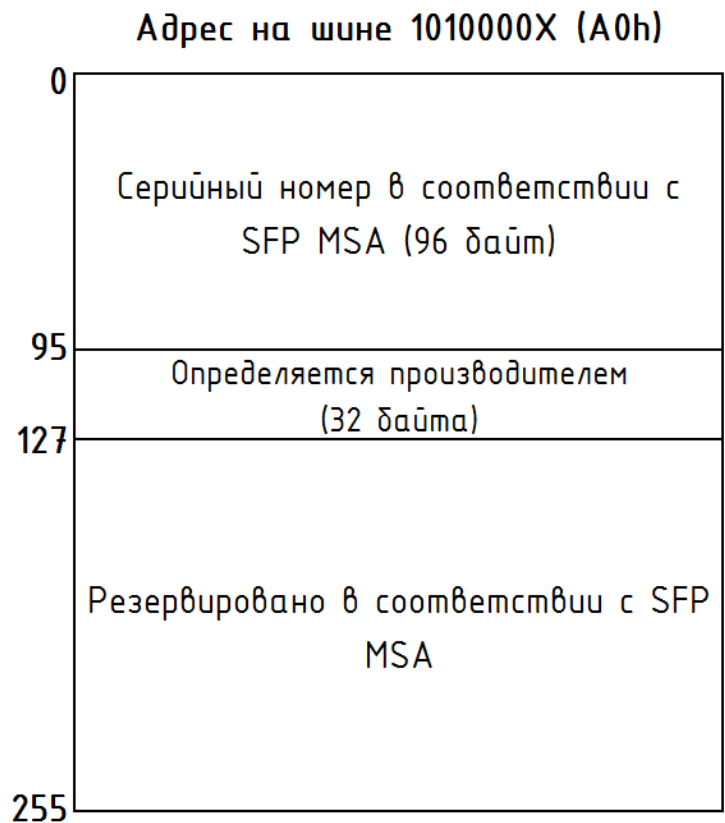 Адрес на шине 1010000X (A0h)
0
Серийный номер в соответствии с
SFP MSA (96 байт)
95
Определяется производителем
(32 байта)
127
Резервировано в соответствии с SFP
MSA
255